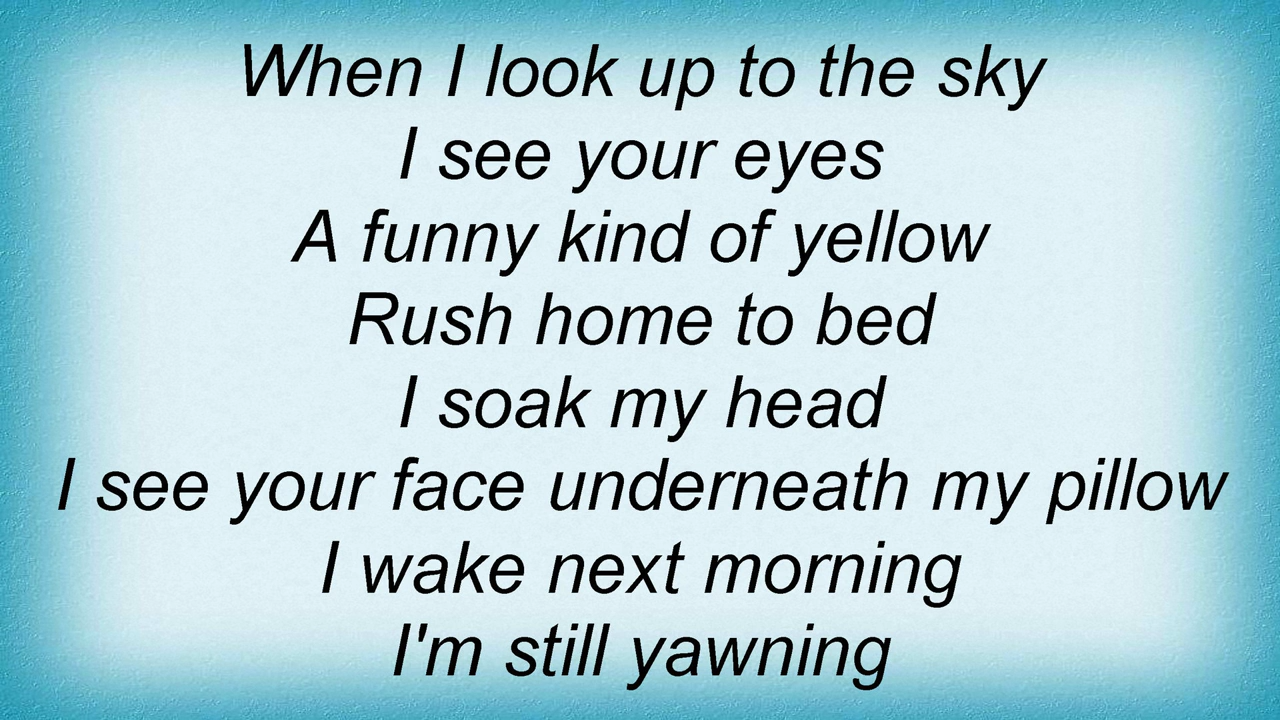 When I look up to the sky
I see your eyes
A funny kind of yellow
Rush home to bed
I soak my head
I see your face underneath my pillow
I wake next morning
I'm still yawning